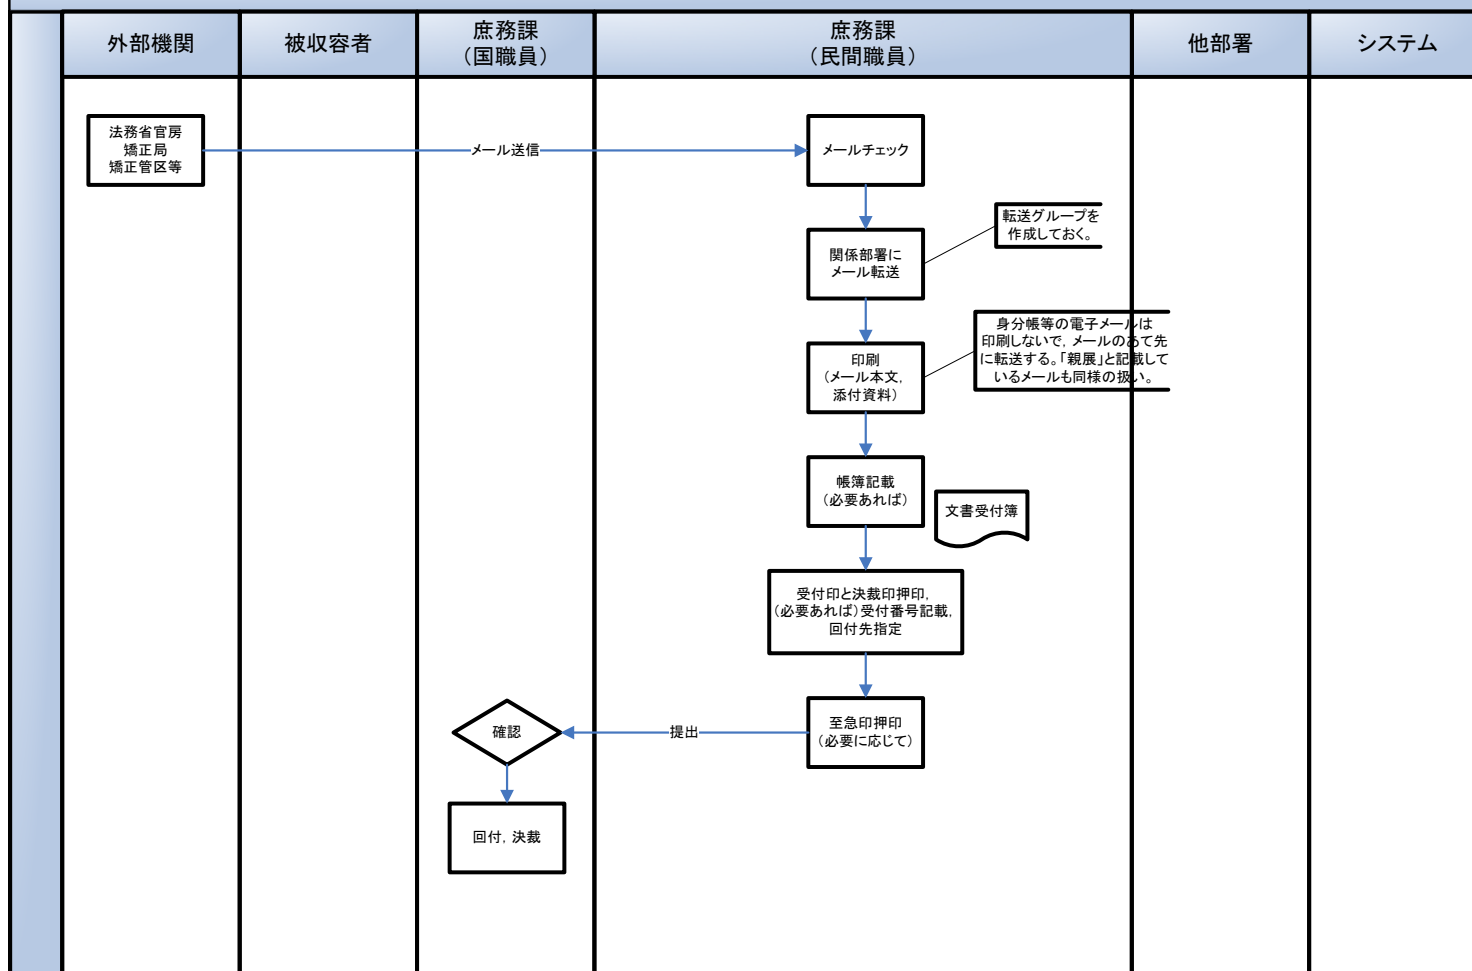 外部機関
被収容者
庶務課
（国職員）
庶務課
（民間職員）
他部署
システム
法務省官房
矯正局
矯正管区等
メール送信
メールチェック
転送グループを
作成しておく。
関係部署に
メール転送
身分帳等の電子メールは
印刷しないで，メールのあて先
に転送する。「親展」と記載して
いるメールも同様の扱い。
印刷
（メール本文，
添付資料）
帳簿記載
（必要あれば）
文書受付簿
受付印と決裁印押印，
（必要あれば）受付番号記載，
回付先指定
確認
提出
至急印押印
（必要に応じて）
回付，決裁